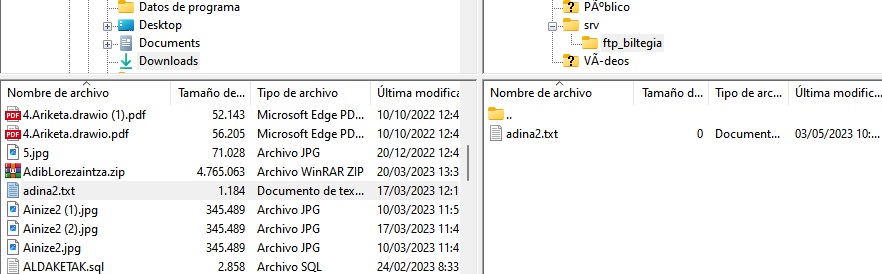 Datos de programa
Desktop
Documents
Downloads
PÃºblico
srv
ftp_biltegia
VÃ-deos
Nombre de archivo Tamaño de... Tipo de archivo Última modifica
4.Ariketa.drawio (1).pdf 52.143 Microsoft Edge PD... 10/10/2022 12:4
4.Ariketa.drawio.pdf 56.205 Microsoft Edge PD... 10/10/2022 12:4
5.jpg 71.028 Archivo JPG 20/12/2022 12:4
AdibLorezaintza.zip 4.765.063 Archivo WinRAR ZIP 20/03/2023 13:3
adina2.txt 1.184 Documento de tex... 17/03/2023 12:1
Ainize2 (1).jpg 345.489 Archivo JPG 10/03/2023 11:5
Ainize2 (2).jpg 345.489 Archivo JPG 17/03/2023 11:4
Ainize2.jpg 345.489 Archivo JPG 10/03/2023 11:4
ALDAKETAK.sql 2.858 Archivo SQL 24/02/2023 8:33
Nombre de archivo Tamaño d... Tipo de arc... Última modific...
..
adina2.txt 0 Document... 03/05/2023 10:...